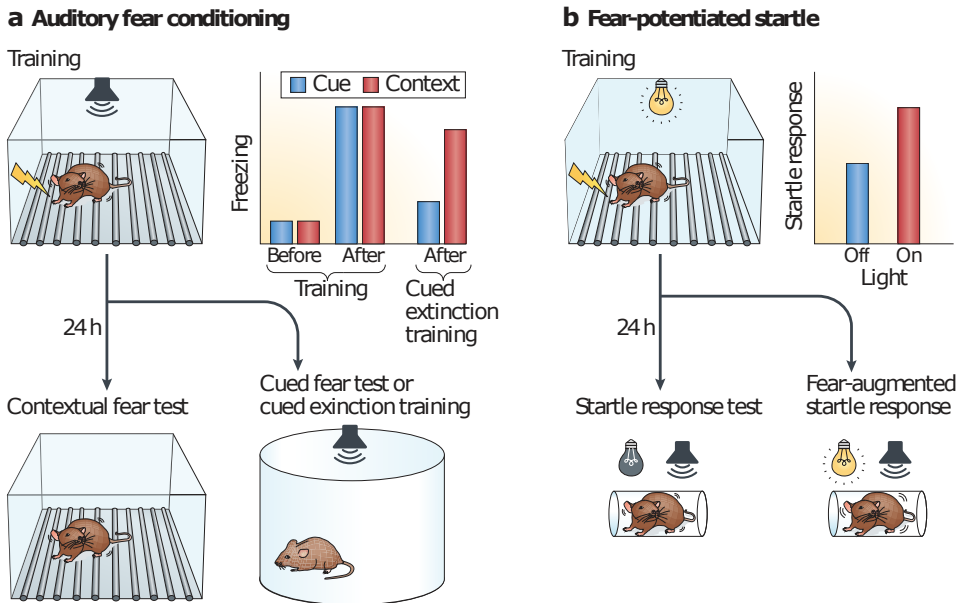 a Auditory fear conditioning
Training
Cue
Context
Freezing
Before
After
After
Training
Cued
extinction
training
24 h
Contextual fear test
Cued fear test or
cued exinction training
b Fear-potentiated startle
Training
Startle response
Off
On
Light
24 h
Startle response test
Fear-augmented
startle response